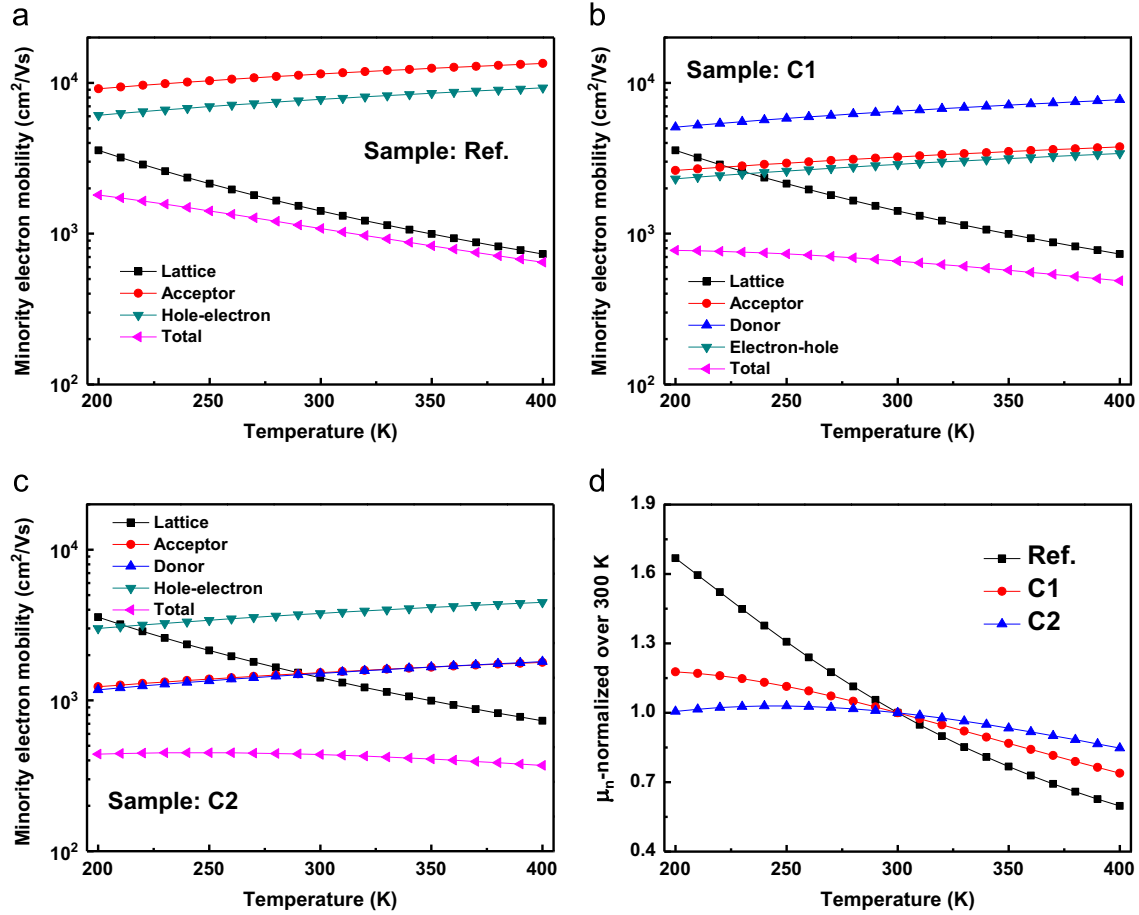 a
Minority electron mobility (cm²/Vs)
10⁴
10³
10²
Sample: Ref.
Lattice
Acceptor
Hole-electron
Total
200 250 300 350 400
Temperature (K)
b
Minority electron mobility (cm²/Vs)
10⁴
10³
10²
Sample: C1
Lattice
Acceptor
Donor
Electron-hole
Total
200 250 300 350 400
Temperature (K)
c
Minority electron mobility (cm²/Vs)
10⁴
10³
10²
Lattice
Acceptor
Donor
Hole-electron
Total
Sample: C2
200 250 300 350 400
Temperature (K)
d
μₙ-normalized over 300 K
1.9
1.6
1.3
1.0
0.7
0.4
Ref.
C1
C2
200 250 300 350 400
Temperature (K)